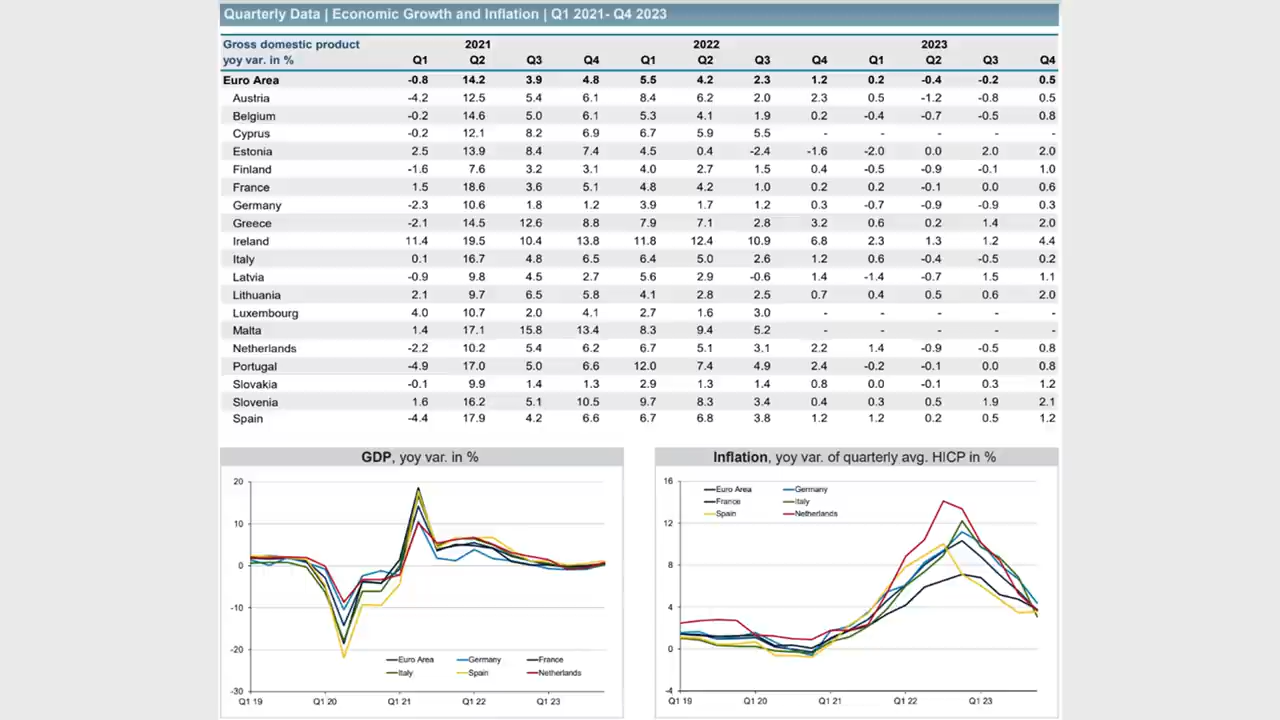 Quarterly Data | Economic Growth and Inflation | Q1 2021- Q4 2023
Gross domestic product 2021 2022 2023
yoy var. in % Q1 Q2 Q3 Q4 Q1 Q2 Q3 Q4 Q1 Q2 Q3 Q4
Euro Area -0.8 14.2 3.9 4.8 5.5 4.2 2.3 1.2 0.2 -0.4 -0.2 0.5
Austria -4.2 12.5 5.4 6.1 8.4 6.2 2.0 2.3 0.5 -1.2 -0.8 0.5
Belgium -0.2 14.6 5.0 6.1 5.3 4.1 1.9 0.2 -0.4 -0.7 -0.5 0.8
Cyprus -0.2 12.1 8.2 6.9 6.7 5.9 5.5 - - - - -
Estonia 2.5 13.9 8.4 7.4 4.5 0.4 -2.4 -1.6 -2.0 0.0 2.0 2.0
Finland -1.6 7.6 3.2 3.1 4.0 2.7 1.5 0.4 -0.5 -0.9 -0.1 1.0
France 1.5 18.6 3.6 5.1 4.8 4.2 1.0 0.2 0.2 -0.1 0.0 0.6
Germany -2.3 10.6 1.8 1.2 3.9 1.7 1.2 0.3 -0.7 -0.9 -0.9 0.3
Greece -2.1 14.5 12.6 8.8 7.9 7.1 2.8 3.2 0.6 0.2 1.4 2.0
Ireland 11.4 19.5 10.4 13.8 11.8 12.4 10.9 6.8 2.3 1.3 1.2 4.4
Italy 0.1 16.7 4.8 6.5 6.4 5.0 2.6 1.2 0.6 -0.4 -0.5 0.2
Latvia -0.9 9.8 4.5 2.7 5.6 2.9 -0.6 1.4 -1.4 -0.7 1.5 1.1
Lithuania 2.1 9.7 6.5 5.8 4.1 2.8 2.5 0.7 0.4 0.5 0.6 2.0
Luxembourg 4.0 10.7 2.0 4.1 2.7 1.6 3.0 - - - - -
Malta 1.4 17.1 15.8 13.4 8.3 9.4 5.2 - - - - -
Netherlands -2.2 10.2 5.4 6.2 6.7 5.1 3.1 2.2 1.4 -0.9 -0.5 0.8
Portugal -4.9 17.0 5.0 6.6 12.0 7.4 4.9 2.4 -0.2 -0.1 0.0 0.8
Slovakia -0.1 9.9 1.4 1.3 2.9 1.3 1.4 0.8 0.0 -0.1 0.3 1.2
Slovenia 1.6 16.2 5.1 10.5 9.7 8.3 3.4 0.4 0.3 0.5 1.9 2.1
Spain -4.4 17.9 4.2 6.6 6.7 6.8 3.8 1.2 1.2 0.2 0.5 1.2
GDP, yoy var. in %
20
10
0
-10
-20
-30
Euro Area Germany France
Italy Spain Netherlands
Q1 19 Q1 20 Q1 21 Q1 22 Q1 23
Inflation, yoy var. of quarterly avg. HICP in %
16
12
8
4
0
-4
Euro Area Germany
France Italy
Spain Netherlands
Q1 19 Q1 20 Q1 21 Q1 22 Q1 23